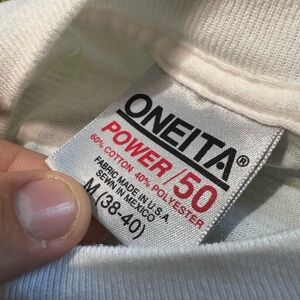 ONEITA®
POWER/50
60% COTTON 40% POLYESTER
FABRIC MADE IN U.S.A
SEWN IN MEXICO
M (38-40)